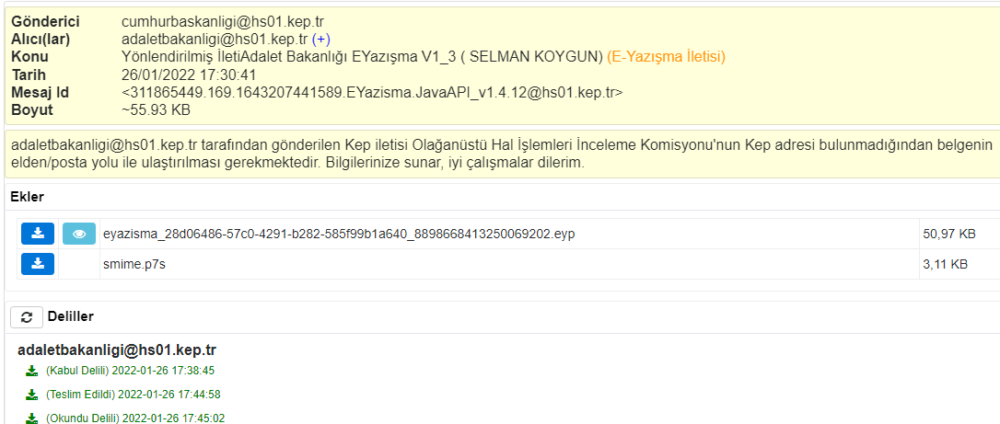 Gönderici cumhurbaskanligi@hs01.kep.tr
Alıcı(lar) adaletbakanligi@hs01.kep.tr (+)
Konu Yönlendirilmiş İletiAdalet Bakanlığı EYazışma V1_3 ( SELMAN KOYGUN) (E-Yazışma İletisi)
Tarih 26/01/2022 17:30:41
Mesaj Id <311865449.169.1643207441589.EYazisma.JavaAPI_v1.4.12@hs01.kep.tr>
Boyut ~55.93 KB
adaletbakanligi@hs01.kep.tr tarafından gönderilen Kep iletisi Olağanüstü Hal İşlemleri İnceleme Komisyonu'nun Kep adresi bulunmadığından belgenin
elden/posta yolu ile ulaştırılması gerekmektedir. Bilgilerinize sunar, iyi çalışmalar dilerim.
Ekler
eyazisma_28d06486-57c0-4291-b282-585f99b1a640_8898668413250069202.eyp 50,97 KB
smime.p7s 3,11 KB
Deliller
adaletbakanligi@hs01.kep.tr
(Kabul Delili) 2022-01-26 17:38:45
(Teslim Edildi) 2022-01-26 17:44:58
(Okundu Delili) 2022-01-26 17:45:02